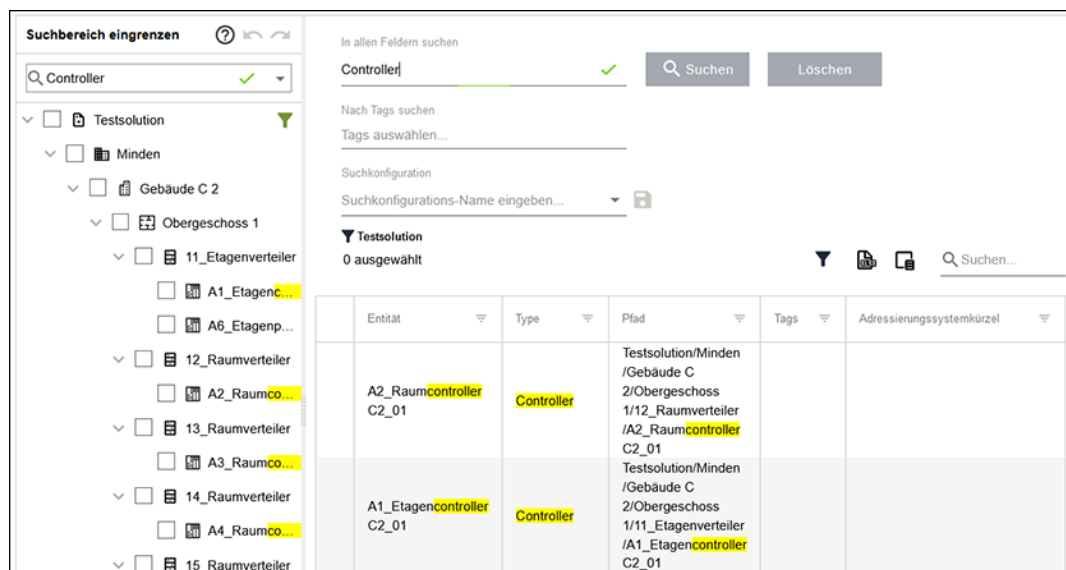 Suchbereich eingrenzen
Controller
Testsolution
Minden
Gebäude C 2
Obergeschoss 1
11_Etagenverteiler
A1_Etagenc...
A6_Etagenp...
12_Raumverteiler
A2_Raumco...
13_Raumverteiler
A3_Raumco...
14_Raumverteiler
A4_Raumco...
15_Raumverteiler
In allen Feldern suchen
Controller
Suchen
Löschen
Nach Tags suchen
Tags auswählen...
Suchkonfiguration
Suchkonfigurations-Name eingeben...
Testsolution
0 ausgewählt
Suchen...
Entität
Type
Pfad
Tags
Adressierungssystemkürzel
A2_Raumcontroller
C2_01
Controller
Testsolution/Minden
/Gebäude C
2/Obergeschoss
1/12_Raumverteiler
/A2_Raumcontroller
C2_01
A1_Etagencontroller
C2_01
Controller
Testsolution/Minden
/Gebäude C
2/Obergeschoss
1/11_Etagenverteiler
/A1_Etagencontroller
C2_01